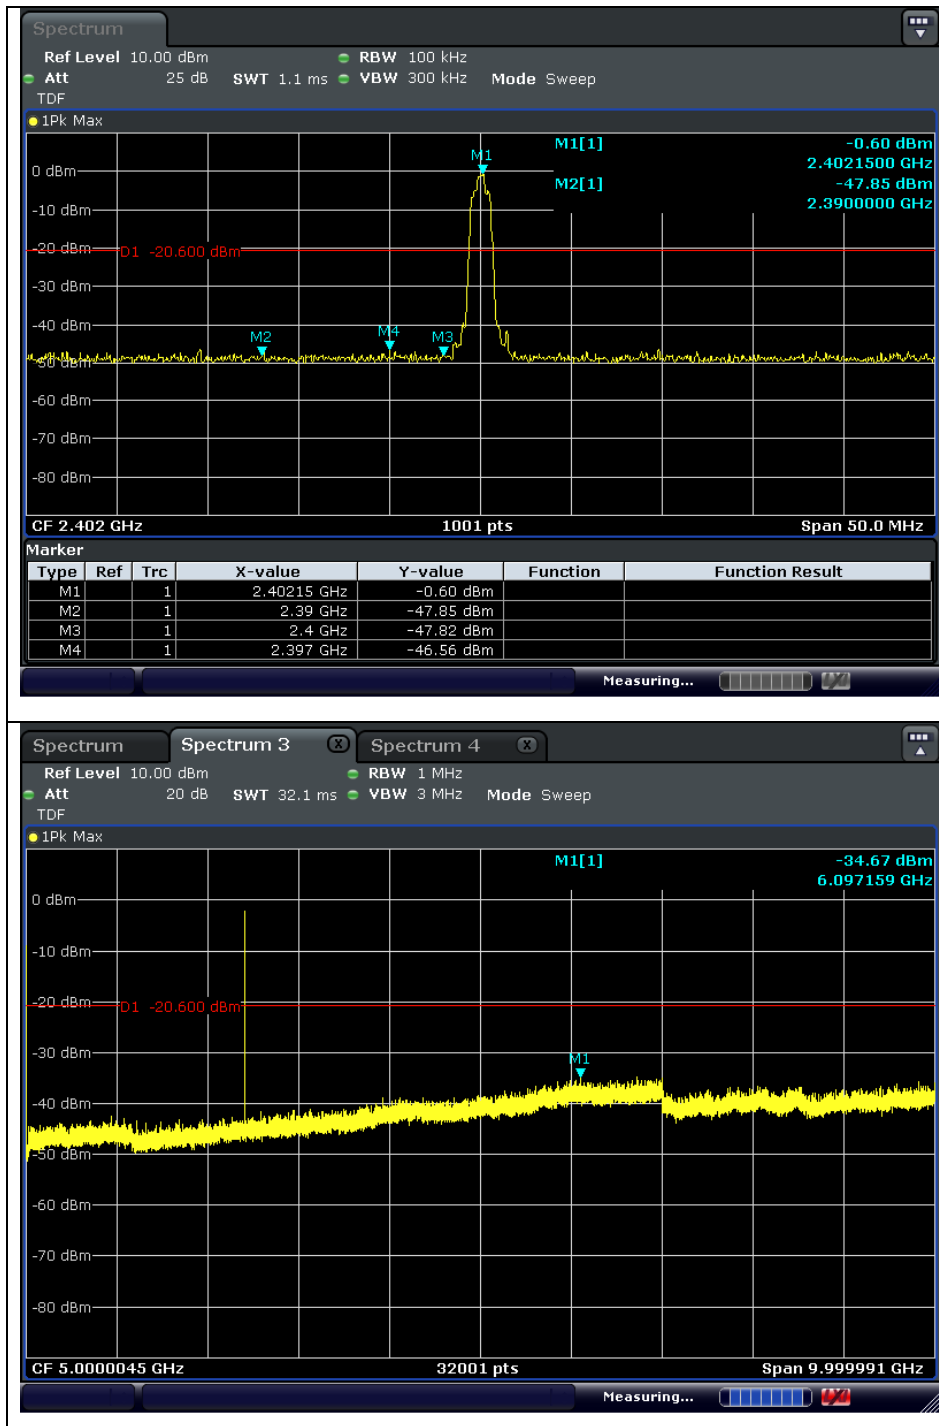 Spectrum
Ref Level 10.00 dBm RBW 100 kHz
Att 25 dB SWT 1.1 ms VBW 300 kHz Mode Sweep
TDF
1Pk Max
M1[1] -0.60 dBm
2.4021500 GHz
M2[1] -47.85 dBm
2.3900000 GHz
M1
0 dBm
-10 dBm
-20 dBm
D1 -20.600 dBm
-30 dBm
-40 dBm
M2 M4 M3
-50 dBm
-60 dBm
-70 dBm
-80 dBm
CF 2.402 GHz 1001 pts Span 50.0 MHz
Marker
Type Ref Trc X-value Y-value Function Function Result
M1 1 2.40215 GHz -0.60 dBm
M2 1 2.39 GHz -47.85 dBm
M3 1 2.4 GHz -47.82 dBm
M4 1 2.397 GHz -46.56 dBm
Measuring...
Spectrum Spectrum 3 X Spectrum 4 X
Ref Level 10.00 dBm RBW 1 MHz
Att 20 dB SWT 32.1 ms VBW 3 MHz Mode Sweep
TDF
1Pk Max
M1[1] -34.67 dBm
6.097159 GHz
0 dBm
-10 dBm
-20 dBm
D1 -20.600 dBm
-30 dBm
M1
-40 dBm
-50 dBm
-60 dBm
-70 dBm
-80 dBm
CF 5.0000045 GHz 32001 pts Span 9.999991 GHz
Measuring...